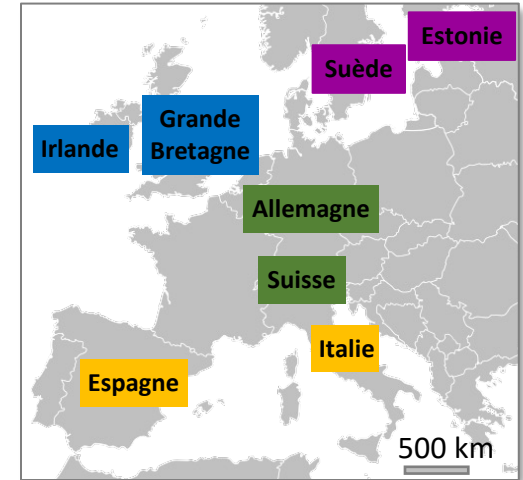 Estonie
Suède
Grande
Bretagne
Irlande
Allemagne
Suisse
Italie
Espagne
500 km